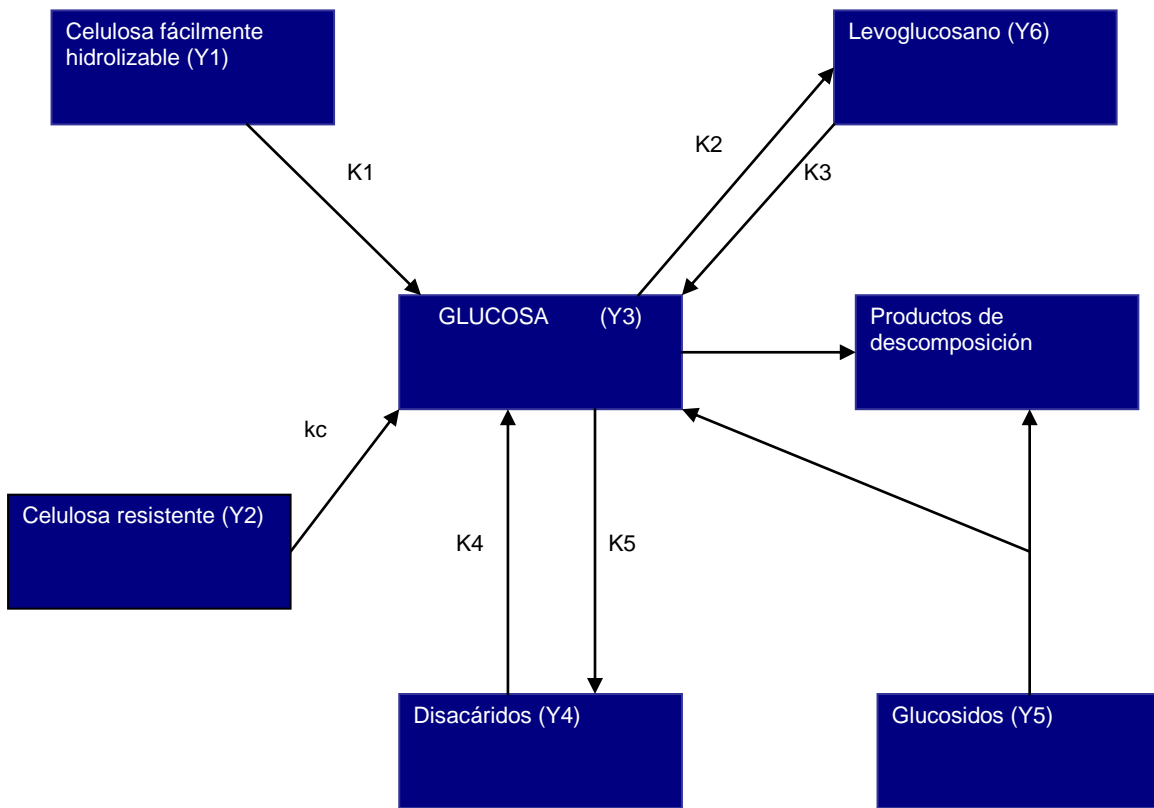 Celulosa fácilmente
hidrolizable (Y1)
Levoglucosano (Y6)
K2
K1
K3
GLUCOSA (Y3)
Productos de
descomposición
kc
Celulosa resistente (Y2)
K4
K5
Disacáridos (Y4)
Glucosidos (Y5)